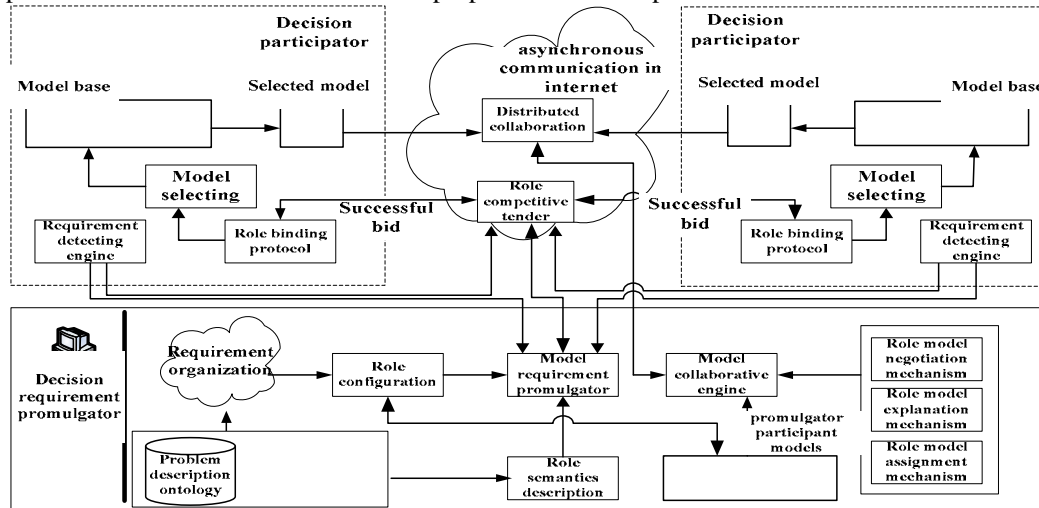 Decision
participator
Model base
Selected model
Model
selecting
Requirement
detecting
engine
Role binding
protocol
Successful
bid
asynchronous
communication in
internet
Distributed
collaboration
Role
competitive
tender
Decision
participator
Selected model
Model base
Model
selecting
Successful
bid
Role binding
protocol
Requirement
detecting
engine
Decision
requirement
promulgator
Requirement
organization
Role
configuration
Model
requirement
promulgator
Model
collaborative
engine
Role model
negotiation
mechanism
Role model
explanation
mechanism
Role model
assignment
mechanism
promulgator
participant
models
Problem
description
ontology
Role
semantics
description